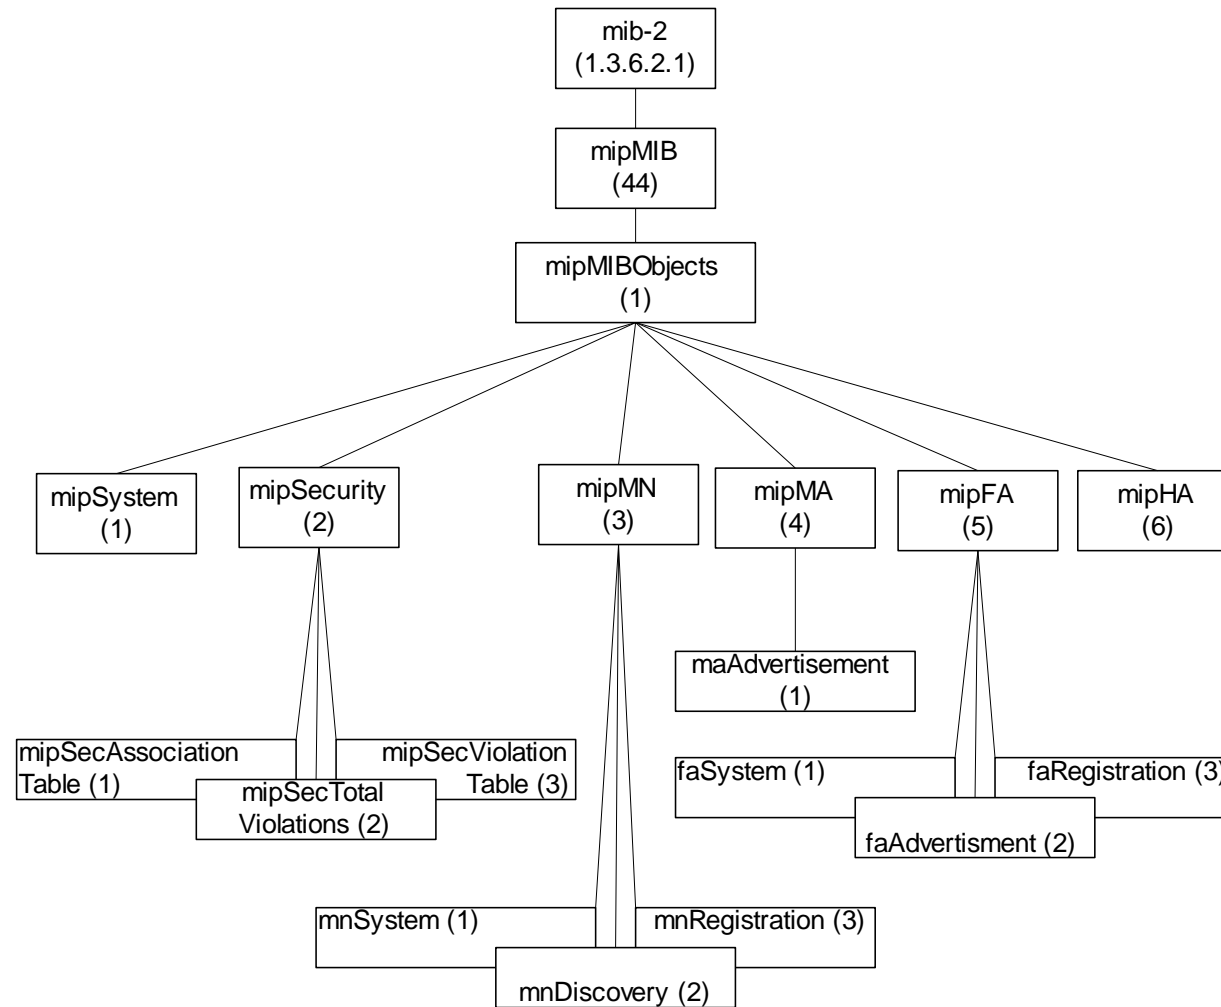 mib-2
(1.3.6.2.1)
mipMIB
(44)
mipMIBObjects
(1)
mipSystem
(1)
mipSecurity
(2)
mipMN
(3)
mipMA
(4)
mipFA
(5)
mipHA
(6)
maAdvertisement
(1)
mipSecAssociation
Table (1)
mipSecTotal
Violations (2)
mipSecViolation
Table (3)
faSystem (1)
faAdvertisment (2)
faRegistration (3)
mnSystem (1)
mnDiscovery (2)
mnRegistration (3)